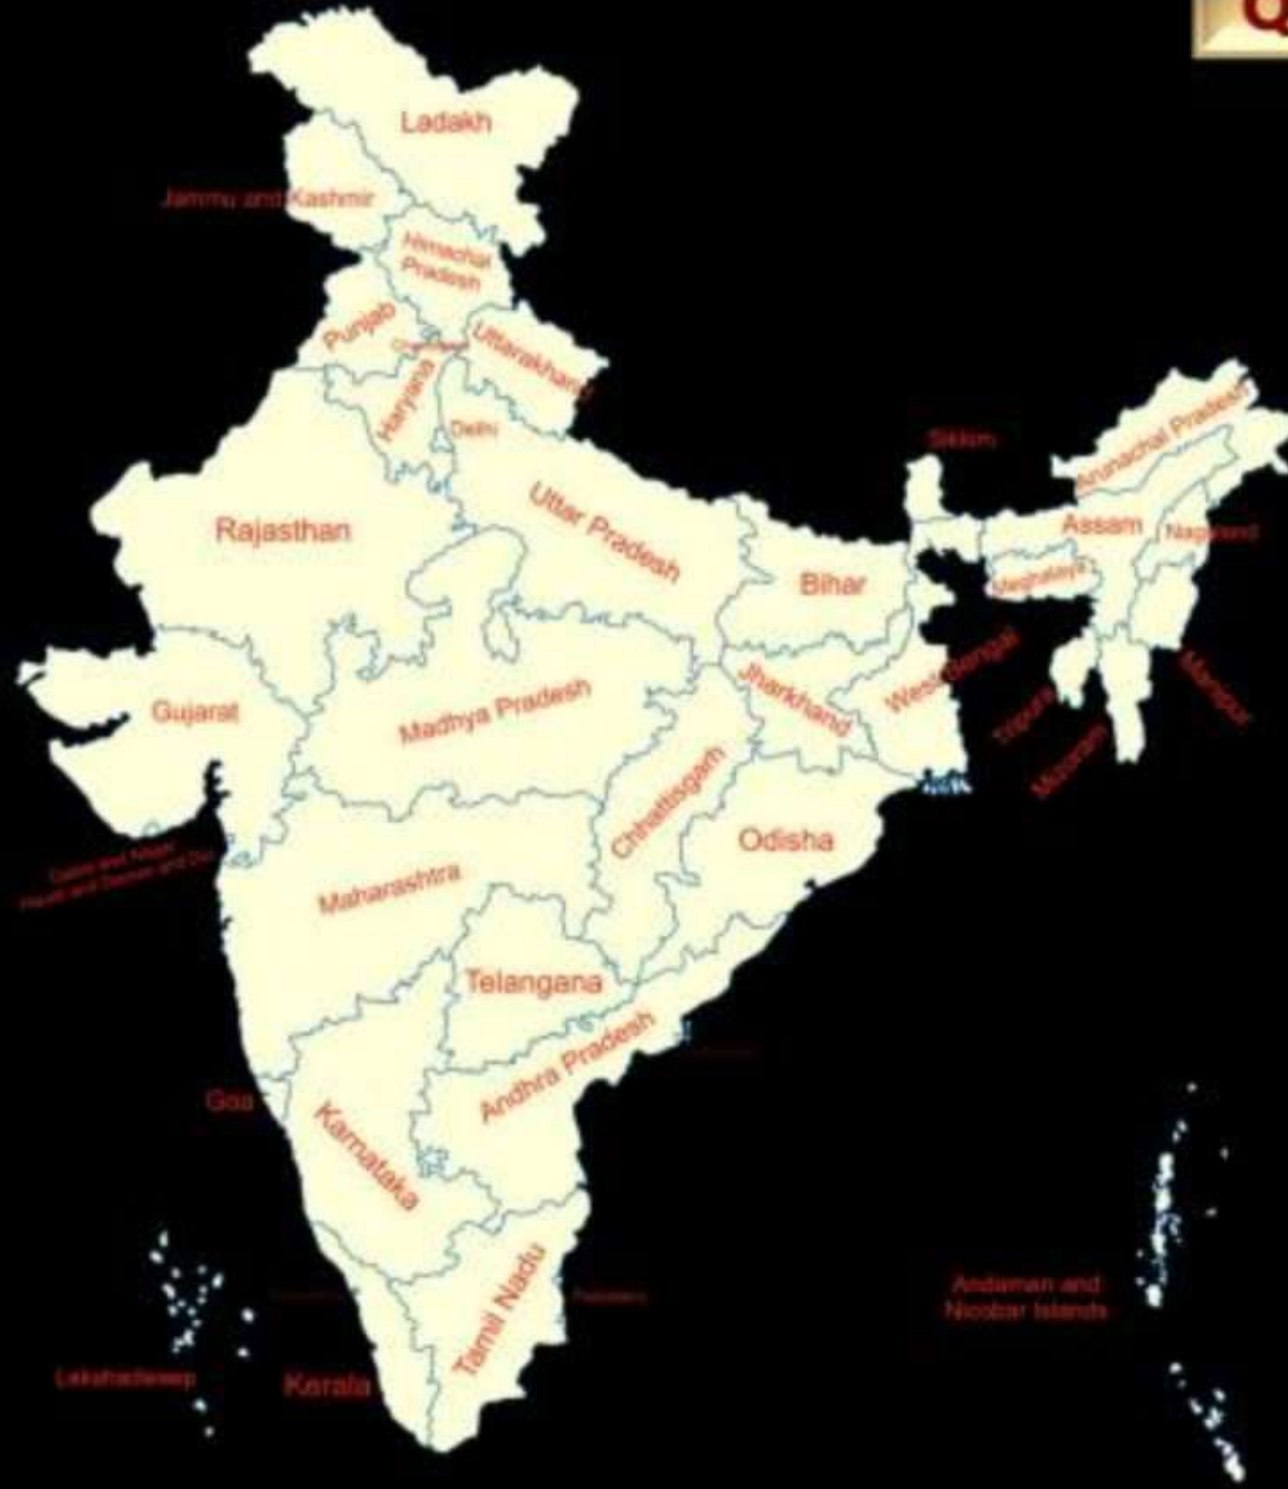 Q
Ladakh
Jammu and Kashmir
Himachal
Pradesh
Punjab
Uttarakhand
Haryana
Delhi
Sikkim
Arunachal Pradesh
Rajasthan
Uttar Pradesh
Assam
Nagaland
Bihar
Meghalaya
Gujarat
Madhya Pradesh
Jharkhand
West Bengal
Tripura
Mizoram
Manipur
Chhattisgarh
Odisha
Maharashtra
Telangana
Andhra Pradesh
Goa
Karnataka
Tamil Nadu
Andaman and
Nicobar Islands
Lakshadweep
Kerala